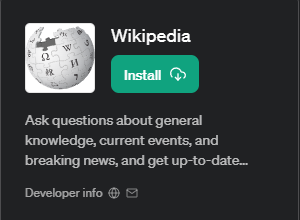 Wikipedia
Install
Ask questions about general
knowledge, current events, and
breaking news, and get up-to-date...
Developer info